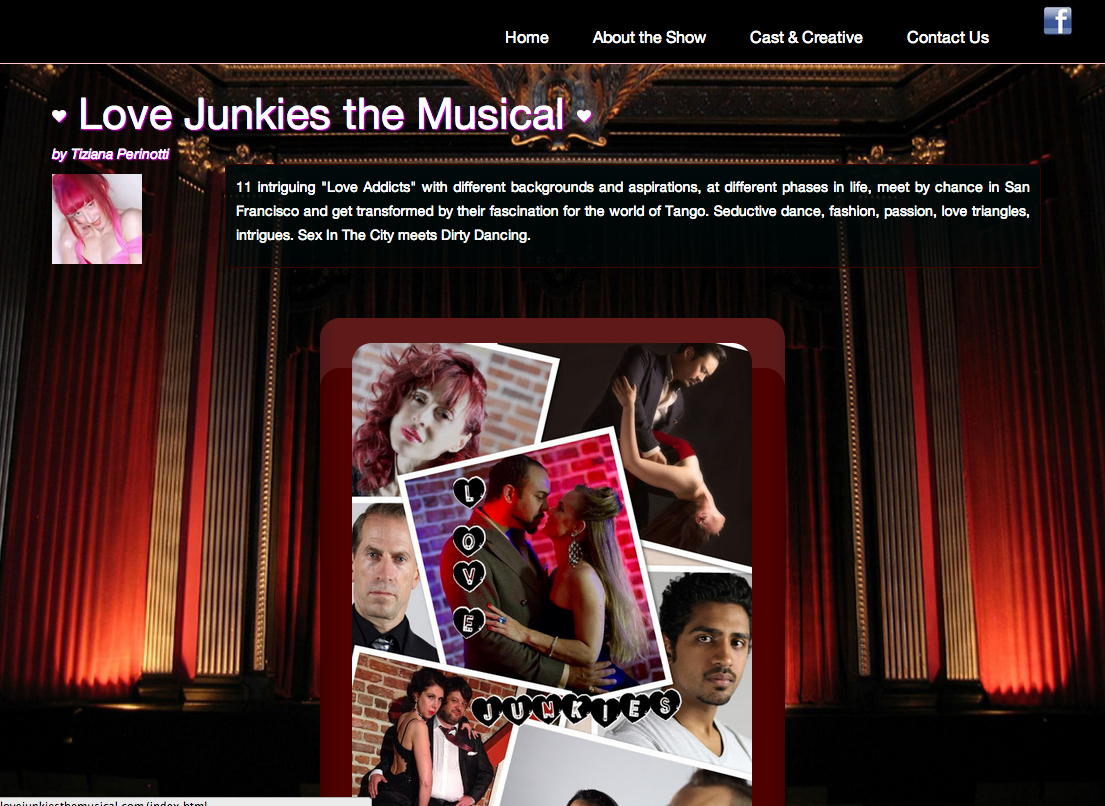 f
Home About the Show Cast & Creative Contact Us
♥ Love Junkies the Musical ♥
by Tiziana Perinotti
11 intriguing "Love Addicts" with different backgrounds and aspirations, at different phases in life, meet by chance in San
Francisco and get transformed by their fascination for the world of Tango. Seductive dance, fashion, passion, love triangles,
intrigues. Sex In The City meets Dirty Dancing.
L
O
V
E
JUNKIES
lovejunkiesthemusical.com/index.html